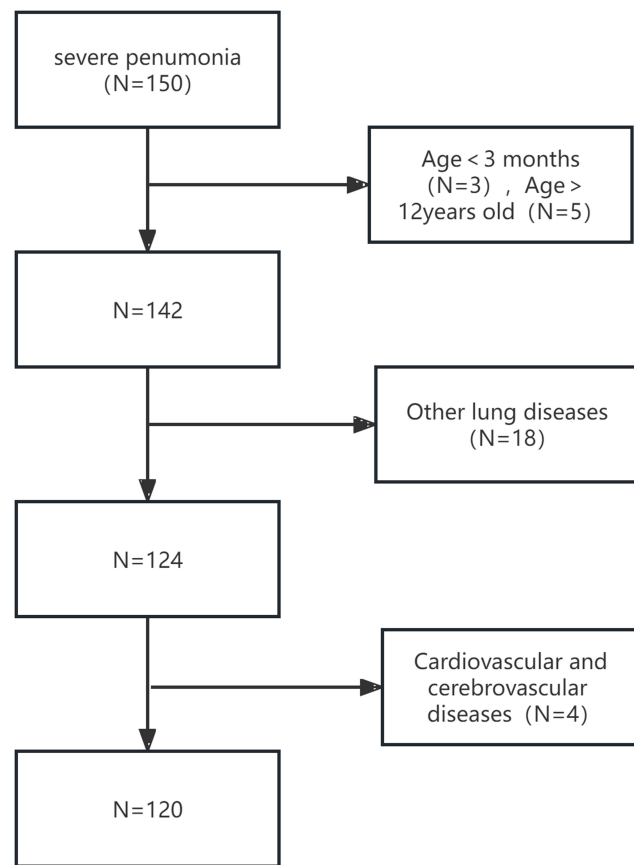 severe penumonia
（N=150）
Age＜3 months
（N=3），Age＞
12years old（N=5）
N=142
Other lung diseases
（N=18）
N=124
Cardiovascular and
cerebrovascular
diseases（N=4）
N=120